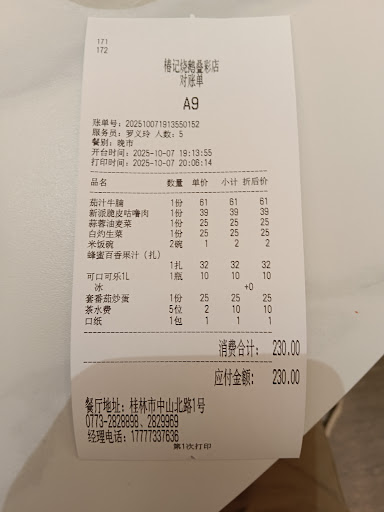 171
172
椿记烧鹅叠彩店
对账单
A9
账单号：202510071913550152
服务员：罗义玲 人数：5
餐别：晚市
开台时间：2025-10-07 19:13:55
打印时间：2025-10-07 20:06:14
品名 数量 单价 小计 折后价
茄汁牛腩 1份 61 61 61
新派脆皮咕噜肉 1份 39 39 39
蒜蓉油麦菜 1份 25 25 25
白灼生菜 1份 25 25 25
米饭碗 2碗 1 2 2
蜂蜜百香果汁（扎）
1扎 32 32 32
可口可乐1L 1瓶 10 10 10
冰 +0
套番茄炒蛋 1份 25 25 25
茶水费 5位 2 10 10
口纸 1包 1 1 1
消费合计： 230.00
应付金额： 230.00
餐厅地址：桂林市中山北路1号
0773-2828898、2829969
经理电话：17777337636
第1次打印